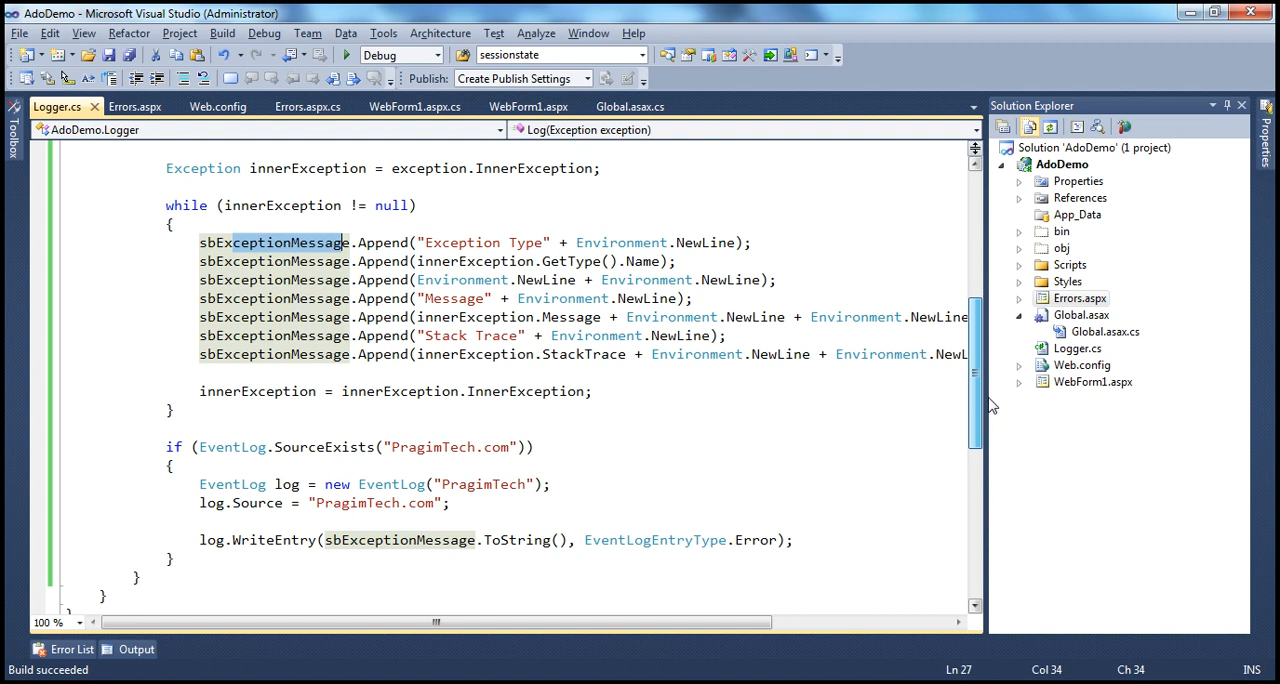 AdoDemo - Microsoft Visual Studio (Administrator)
File Edit View Refactor Project Build Debug Team Data Tools Architecture Test Analyze Window Help
Debug sessionstate
Publish: Create Publish Settings
Logger.cs Errors.aspx Web.config Errors.aspx.cs WebForm1.aspx.cs WebForm1.aspx Global.asax.cs
AdoDemo.Logger Log(Exception exception)
Exception innerException = exception.InnerException;
while (innerException != null)
{
sbExceptionMessage.Append("Exception Type" + Environment.NewLine);
sbExceptionMessage.Append(innerException.GetType().Name);
sbExceptionMessage.Append(Environment.NewLine + Environment.NewLine);
sbExceptionMessage.Append("Message" + Environment.NewLine);
sbExceptionMessage.Append(innerException.Message + Environment.NewLine + Environment.NewLine
sbExceptionMessage.Append("Stack Trace" + Environment.NewLine);
sbExceptionMessage.Append(innerException.StackTrace + Environment.NewLine + Environment.NewL
innerException = innerException.InnerException;
}
if (EventLog.SourceExists("PragimTech.com"))
{
EventLog log = new EventLog("PragimTech");
log.Source = "PragimTech.com";
log.WriteEntry(sbExceptionMessage.ToString(), EventLogEntryType.Error);
}
}
}
}
100 %
Toolbox
Solution Explorer
Solution 'AdoDemo' (1 project)
AdoDemo
Properties
References
App_Data
bin
obj
Scripts
Styles
Errors.aspx
Global.asax
Global.asax.cs
Logger.cs
Web.config
WebForm1.aspx
Properties
Error List Output
Build succeeded Ln 27 Col 34 Ch 34 INS